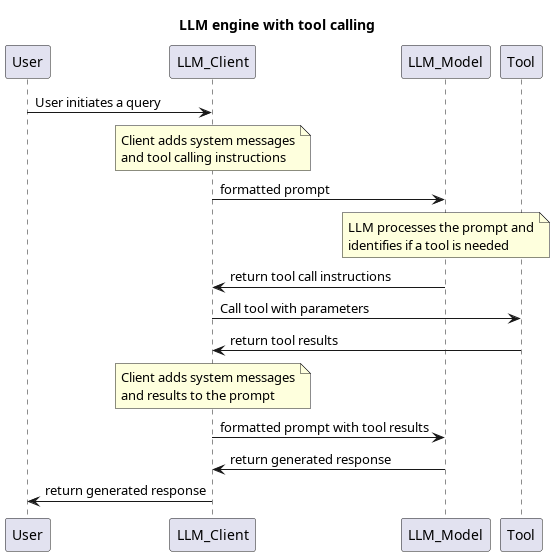 LLM engine with tool calling
User LLM_Client LLM_Model Tool
User initiates a query
Client adds system messages
and tool calling instructions
formatted prompt
LLM processes the prompt and
identifies if a tool is needed
return tool call instructions
Call tool with parameters
return tool results
Client adds system messages
and results to the prompt
formatted prompt with tool results
return generated response
return generated response
User LLM_Client LLM_Model Tool